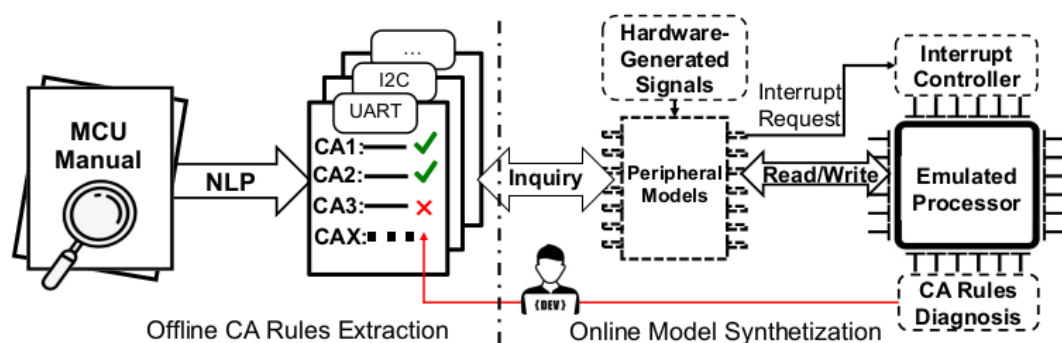 MCU
Manual
NLP
...
I2C
UART
CA1:
CA2:
CA3:
CAX:
Inquiry
Hardware-
Generated
Signals
Peripheral
Models
Interrupt
Request
Interrupt
Controller
Read/Write
Emulated
Processor
{DEV}
CA Rules
Diagnosis
Offline CA Rules Extraction
Online Model Synthetization